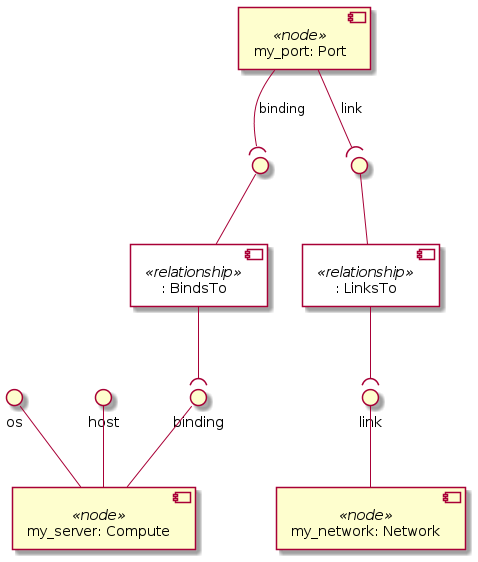 «node»
my_port: Port
binding
link
«relationship»
: BindsTo
«relationship»
: LinksTo
os
host
binding
link
«node»
my_server: Compute
«node»
my_network: Network